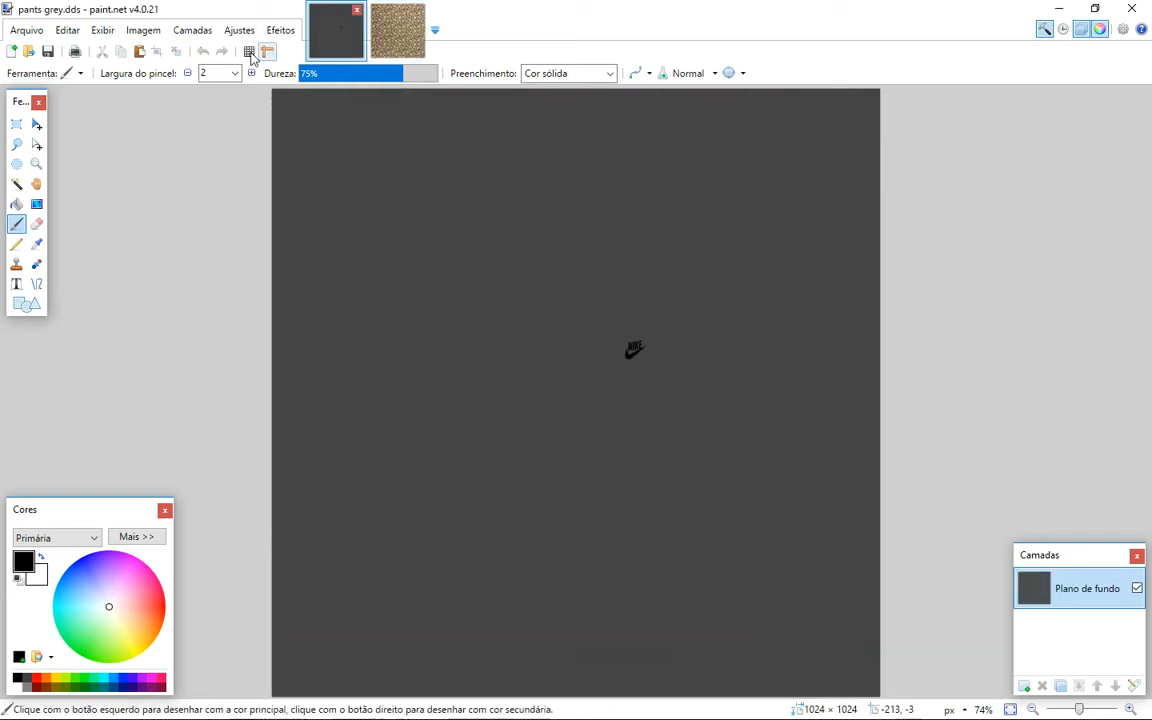 pants grey.dds - paint.net v4.0.21
Arquivo Editar Exibir Imagem Camadas Ajustes Efeitos
Ferramenta: Largura do pincel: 2 Dureza: 75% Preenchimento: Cor sólida Normal
Fe...
NIKE
Cores
Primária Mais >>
Camadas
Plano de fundo
Clique com o botão esquerdo para desenhar com a cor principal, clique com o botão direito para desenhar com cor secundária. 1024 × 1024 -213, -3 px 74%